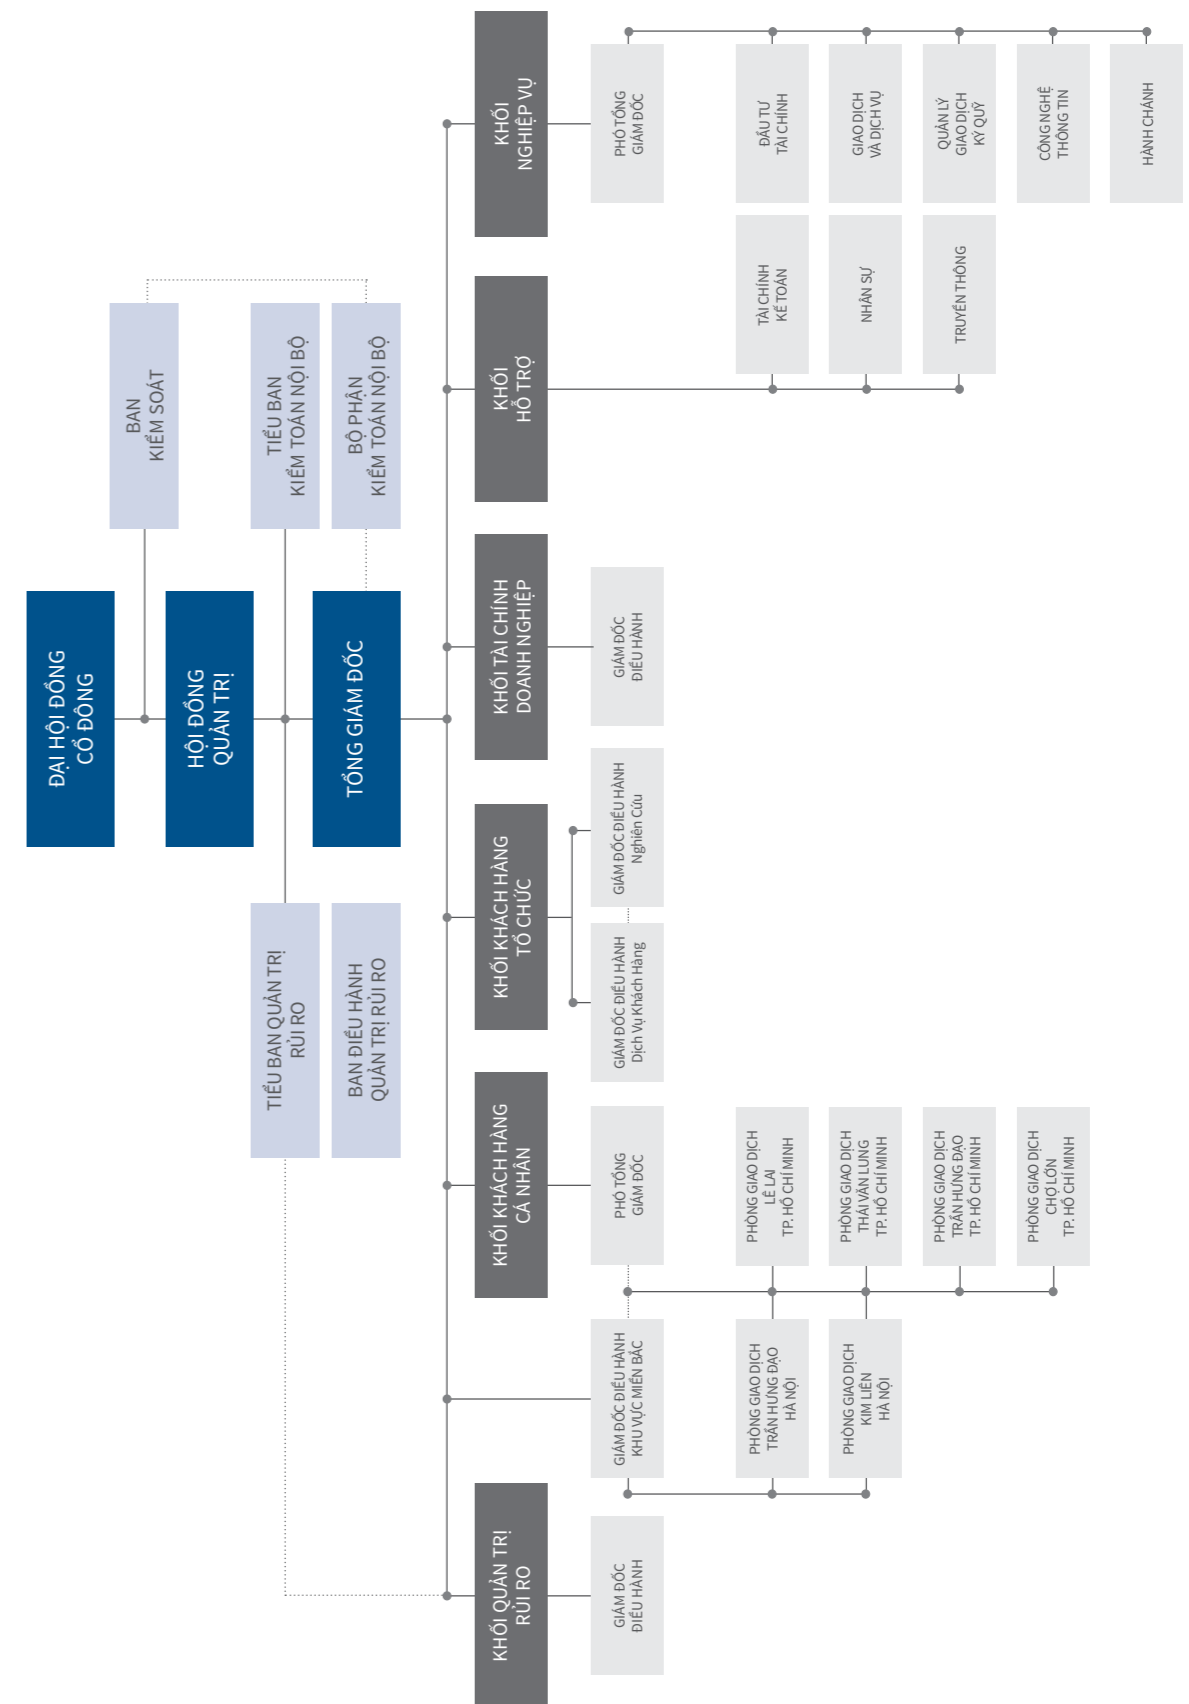 ĐẠI HỘI ĐỒNG
CỔ ĐÔNG
BAN
KIỂM SOÁT
HỘI ĐỒNG
QUẢN TRỊ
TIỂU BAN QUẢN TRỊ
RỦI RO
TIỂU BAN
KIỂM TOÁN NỘI BỘ
BAN ĐIỀU HÀNH
QUẢN TRỊ RỦI RO
TỔNG GIÁM ĐỐC
BỘ PHẬN
KIỂM TOÁN NỘI BỘ
KHỐI QUẢN TRỊ
RỦI RO
KHỐI KHÁCH HÀNG
CÁ NHÂN
KHỐI KHÁCH HÀNG
TỔ CHỨC
KHỐI TÀI CHÍNH
DOANH NGHIỆP
KHỐI
HỖ TRỢ
KHỐI
NGHIỆP VỤ
GIÁM ĐỐC
ĐIỀU HÀNH
GIÁM ĐỐC ĐIỀU HÀNH
KHU VỰC MIỀN BẮC
PHÓ TỔNG
GIÁM ĐỐC
GIÁM ĐỐC ĐIỀU HÀNH
Dịch Vụ Khách Hàng
GIÁM ĐỐC ĐIỀU HÀNH
Nghiên Cứu
GIÁM ĐỐC
ĐIỀU HÀNH
PHÓ TỔNG
GIÁM ĐỐC
PHÒNG GIAO DỊCH
TRẦN HƯNG ĐẠO
HÀ NỘI
PHÒNG GIAO DỊCH
LÊ LAI
TP. HỒ CHÍ MINH
TÀI CHÍNH
KẾ TOÁN
ĐẦU TƯ
TÀI CHÍNH
PHÒNG GIAO DỊCH
KIM LIÊN
HÀ NỘI
PHÒNG GIAO DỊCH
THÁI VĂN LUNG
TP. HỒ CHÍ MINH
NHÂN SỰ
GIAO DỊCH
VÀ DỊCH VỤ
PHÒNG GIAO DỊCH
TRẦN HƯNG ĐẠO
TP. HỒ CHÍ MINH
TRUYỀN THÔNG
QUẢN LÝ
GIAO DỊCH
KÝ QUỸ
PHÒNG GIAO DỊCH
CHỢ LỚN
TP. HỒ CHÍ MINH
CÔNG NGHỆ
THÔNG TIN
HÀNH CHÁNH